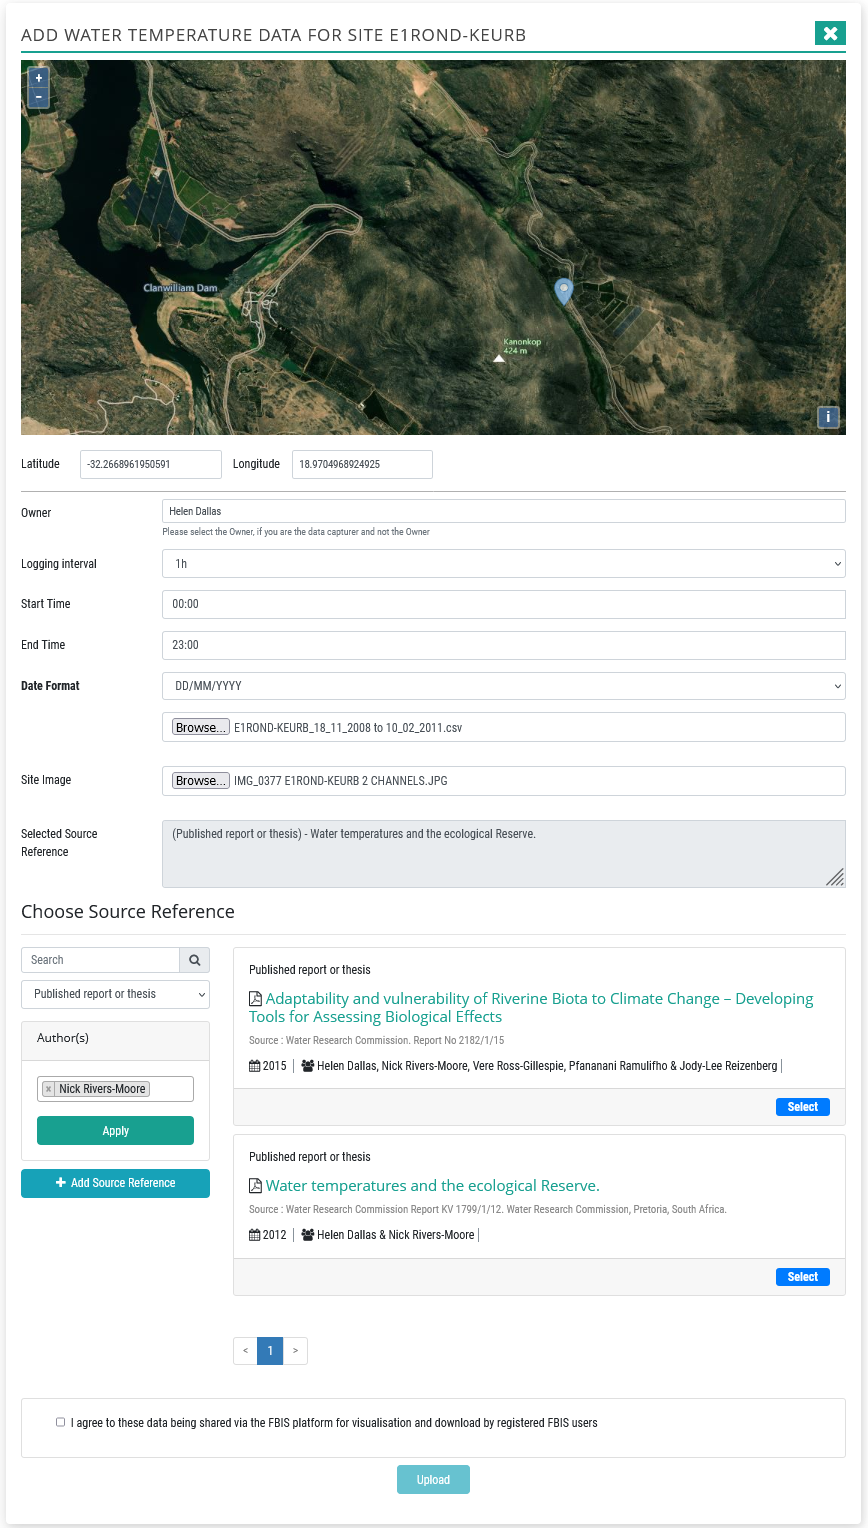 ADD WATER TEMPERATURE DATA FOR SITE E1ROND-KEURB
+
−
Clanwilliam Dam
Kanonkop
424 m
i
Latitude -32.2668961950591 Longitude 18.9704968924925
Owner Helen Dallas
Please select the Owner, if you are the data capturer and not the Owner
Logging interval 1h
Start Time 00:00
End Time 23:00
Date Format DD/MM/YYYY
Browse... E1ROND-KEURB_18_11_2008 to 10_02_2011.csv
Site Image Browse... IMG_0377 E1ROND-KEURB 2 CHANNELS.JPG
Selected Source
Reference
(Published report or thesis) - Water temperatures and the ecological Reserve.
Choose Source Reference
Search
Published report or thesis
Author(s)
× Nick Rivers-Moore
Apply
+ Add Source Reference
Published report or thesis
Adaptability and vulnerability of Riverine Biota to Climate Change – Developing
Tools for Assessing Biological Effects
Source : Water Research Commission. Report No 2182/1/15
2015 | Helen Dallas, Nick Rivers-Moore, Vere Ross-Gillespie, Pfananani Ramulifho & Jody-Lee Reizenberg |
Select
Published report or thesis
Water temperatures and the ecological Reserve.
Source : Water Research Commission Report KV 1799/1/12. Water Research Commission, Pretoria, South Africa.
2012 | Helen Dallas & Nick Rivers-Moore |
Select
< 1 >
I agree to these data being shared via the FBIS platform for visualisation and download by registered FBIS users
Upload